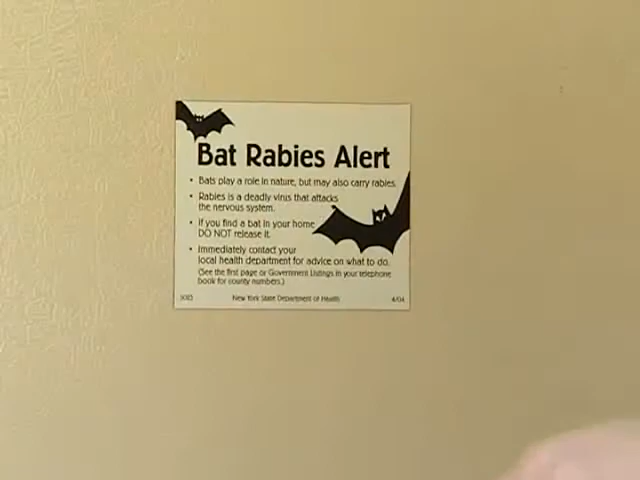 Bat Rabies Alert
• Bats play a role in nature, but may also carry rabies.
• Rabies is a deadly virus that attacks
the nervous system.
• If you find a bat in your home
DO NOT release it.
• Immediately contact your
local health department for advice on what to do.
(See the first page or Government Listings in your telephone
book for county numbers.)
New York State Department of Health 4/04